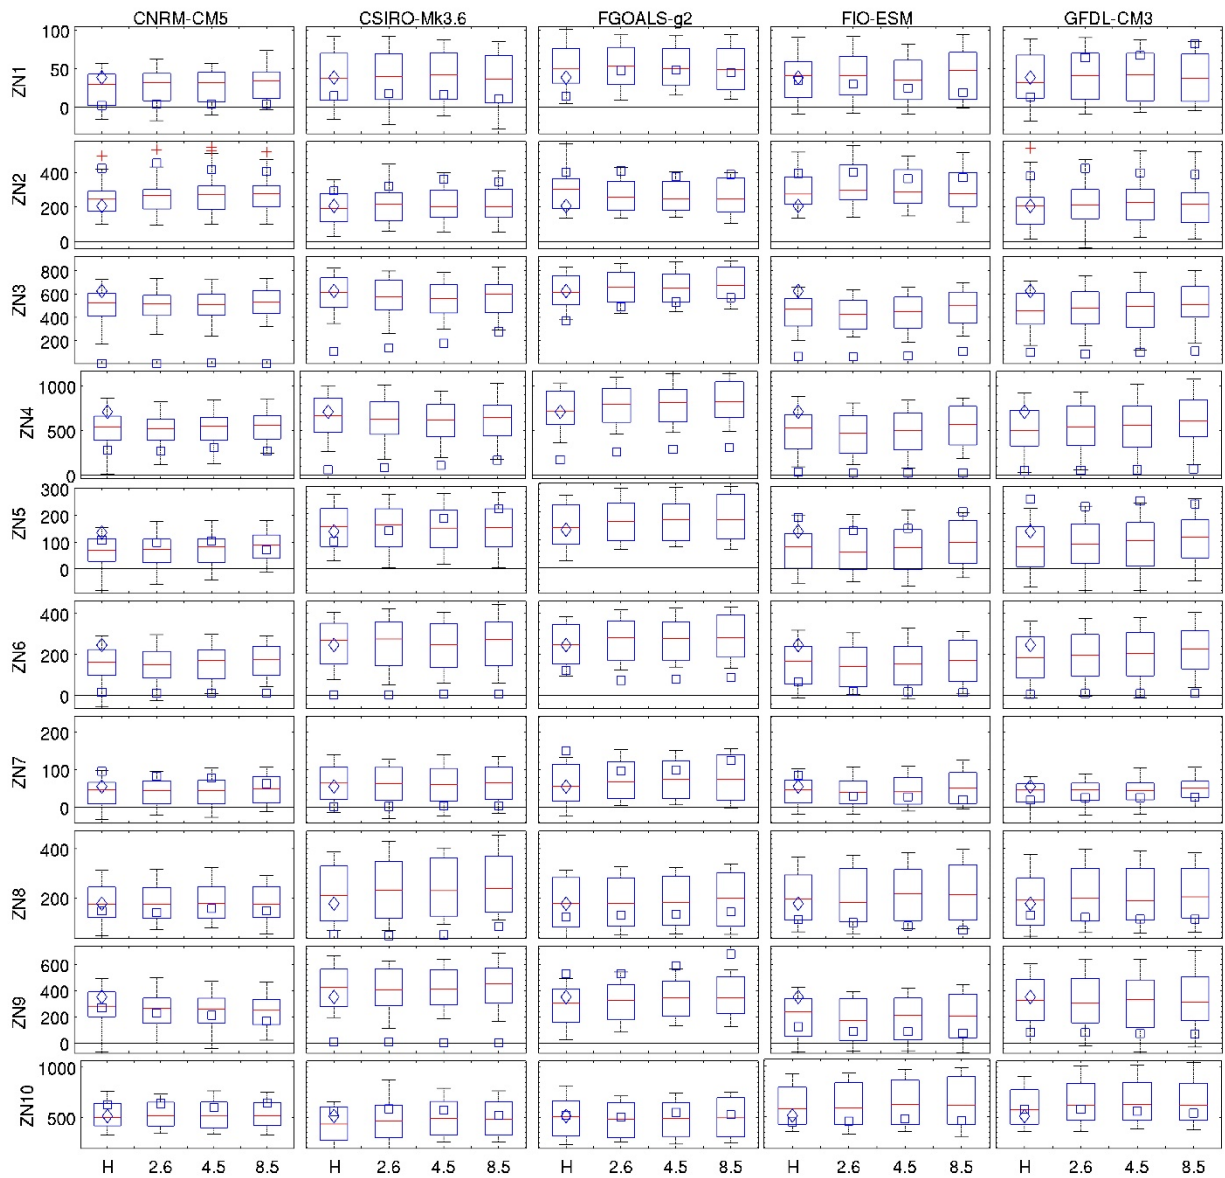 CNRM-CM5 CSIRO-Mk3.6 FGOALS-g2 FIO-ESM GFDL-CM3
ZN1 100 50 0
ZN2 400 200 0
ZN3 800 600 400 200
ZN4 1000 500 0
ZN5 300 200 100 0
ZN6 400 200 0
ZN7 200 100 0
ZN8 400 200
ZN9 600 400 200 0
ZN10 1000 500
H 2.6 4.5 8.5 H 2.6 4.5 8.5 H 2.6 4.5 8.5 H 2.6 4.5 8.5 H 2.6 4.5 8.5